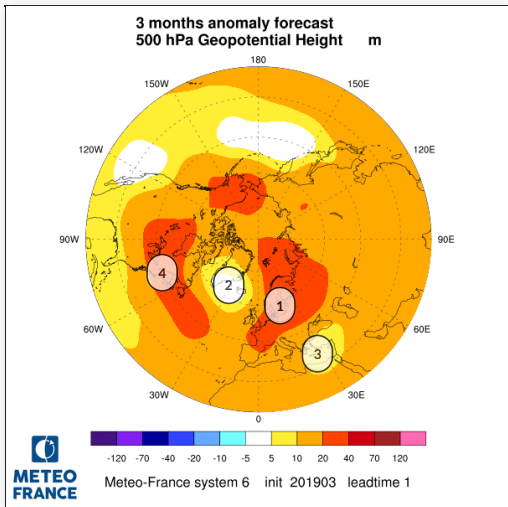 3 months anomaly forecast
500 hPa Geopotential Height m
180
150W 150E
120W 120E
90W 90E
4
2
1
60W 60E
3
30W 30E
0
-120 -70 -40 -20 -10 -5 5 10 20 40 70 120
METEO
FRANCE
Meteo-France system 6 init 201903 leadtime 1